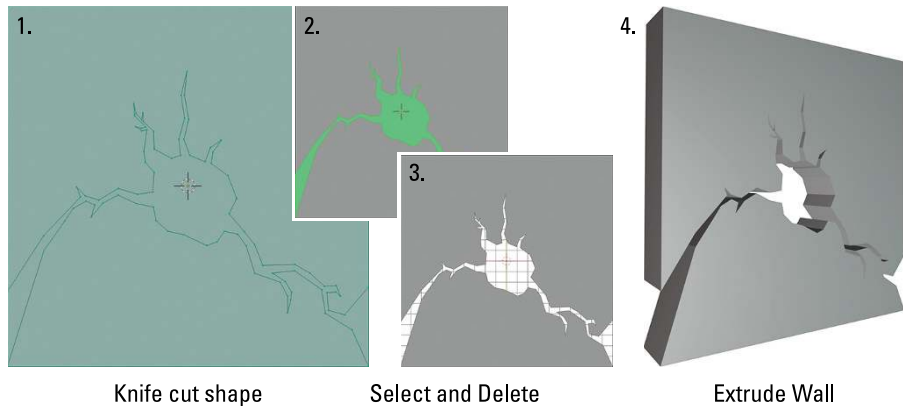 1.
2.
3.
4.
Knife cut shape
Select and Delete
Extrude Wall